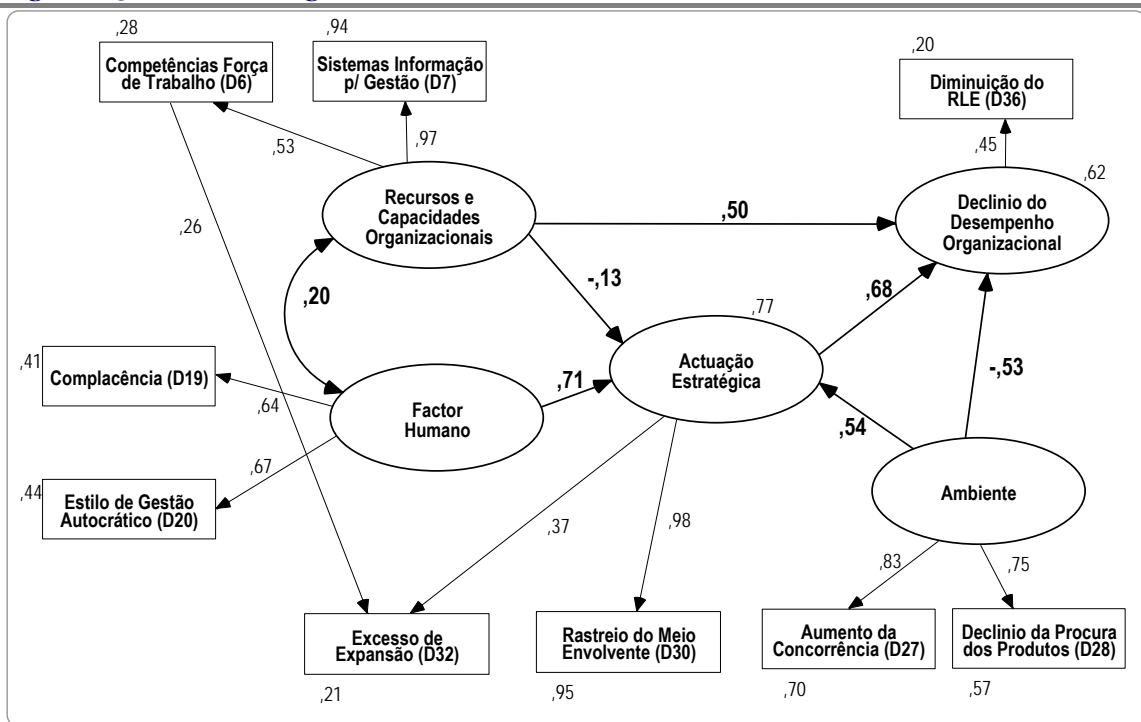 ,28
Competências Força
de Trabalho (D6)
,94
Sistemas Informação
p/ Gestão (D7)
,20
Diminuição do
RLE (D36)
,53
,97
,45
,62
Recursos e
Capacidades
Organizacionais
Declinio do
Desempenho
Organizacional
,50
,26
-,13
,20
,68
,77
Actuação
Estratégica
,41
Complacência (D19)
,64
Factor
Humano
,71
-,53
,54
,67
,44
Estilo de Gestão
Autocrático (D20)
Ambiente
,37
,98
,83
,75
Excesso de
Expansão (D32)
,21
Rastreio do Meio
Envolvente (D30)
,95
Aumento da
Concorrência (D27)
,70
Declinio da Procura
dos Produtos (D28)
,57